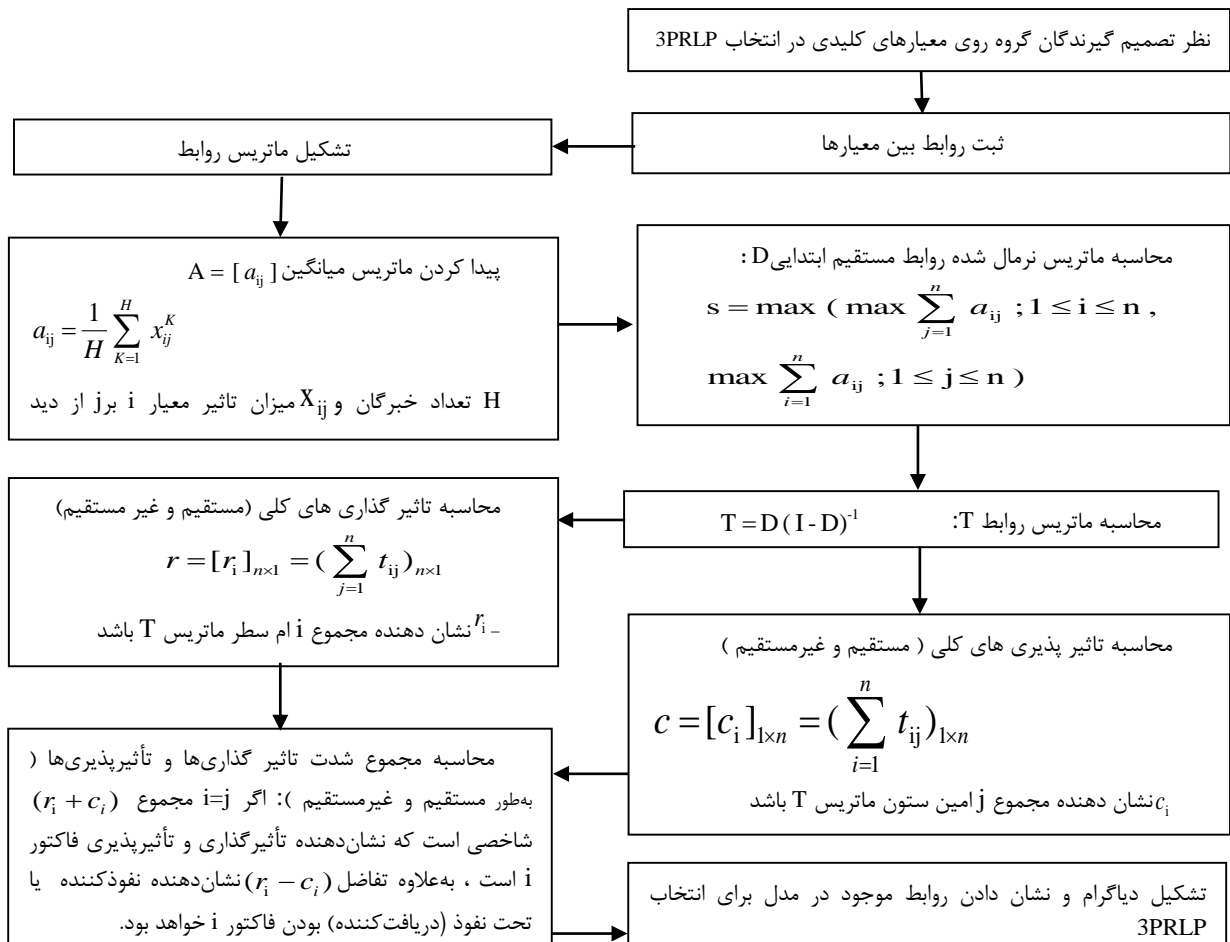 نظر تصمیم گیرندگان گروه روی معیارهای کلیدی در انتخاب 3PRLP
ثبت روابط بین معیارها
تشکیل ماتریس روابط
پیدا کردن ماتریس میانگین A = [ a_ij ]
a_ij = 1/H ∑_{K=1}^{H} x_ij^K
H تعداد خبرگان و X_ij میزان تاثیر معیار i بر j از دید
محاسبه ماتریس نرمال شده روابط مستقیم ابتدایی D :
s = max ( max ∑_{j=1}^{n} a_ij ; 1 ≤ i ≤ n ,
max ∑_{i=1}^{n} a_ij ; 1 ≤ j ≤ n )
محاسبه ماتریس روابط T: T = D ( I - D )^-1
محاسبه تاثیر گذاری های کلی (مستقیم و غیر مستقیم)
r = [r_i]_{n×1} = ( ∑_{j=1}^{n} t_ij )_{n×1}
– r_i نشان دهنده مجموع i ام سطر ماتریس T باشد
محاسبه تاثیر پذیری های کلی ( مستقیم و غیرمستقیم )
c = [c_i]_{1×n} = ( ∑_{i=1}^{n} t_ij )_{1×n}
c_i نشان دهنده مجموع j امین ستون ماتریس T باشد
محاسبه مجموع شدت تاثیر گذاری‌ها و تأثیرپذیری‌ها (
به‌طور مستقیم و غیرمستقیم ): اگر i=j مجموع (r_i + c_i)
شاخصی است که نشان‌دهنده تأثیرگذاری و تأثیرپذیری فاکتور
i است ، به‌علاوه تفاضل (r_i − c_i) نشان‌دهنده نفوذکننده یا
تحت نفوذ (دریافت‌کننده) بودن فاکتور i خواهد بود.
تشکیل دیاگرام و نشان دادن روابط موجود در مدل برای انتخاب
3PRLP